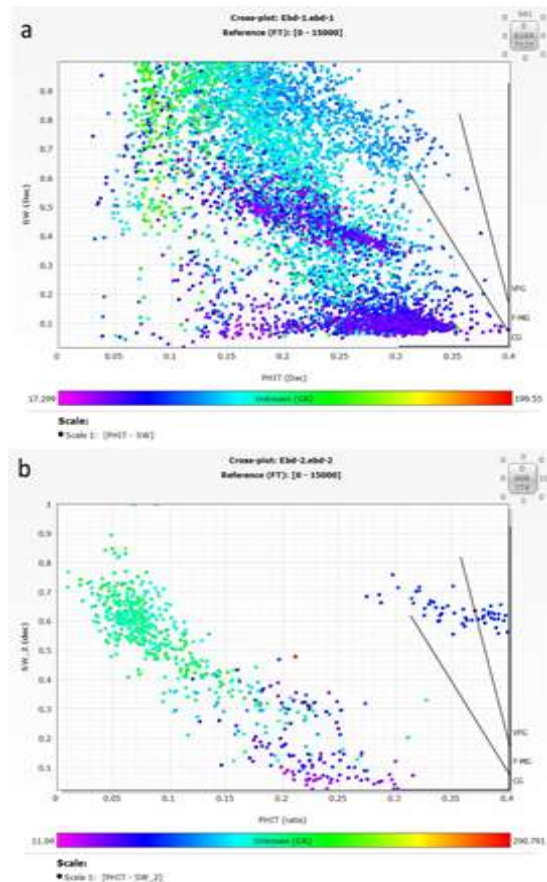 a
Cross-plot: Ebd-1.ebd-1
Reference (FT): [0 - 15000]
0.9
0.8
0.7
0.6
0.5
0.4
0.3
0.2
0.1
SW (Dec)
VFG
F-MG
CG
0 0.05 0.1 0.15 0.2 0.25 0.3 0.35 0.4
PHIT (Dec)
17.209 Unknown (GR) 199.55
Scale:
Scale 1: [PHIT - SW]
b
Cross-plot: Ebd-2.ebd-2
Reference (FT): [0 - 15000]
1
0.9
0.8
0.7
0.6
0.5
0.4
0.3
0.2
0.1
SW_2 (dec)
VFG
F-MG
CG
0 0.05 0.1 0.15 0.2 0.25 0.3 0.35 0.4
PHIT (ratio)
Unknown (GR) 290.791
Scale:
Scale 1: [PHIT - SW_2]